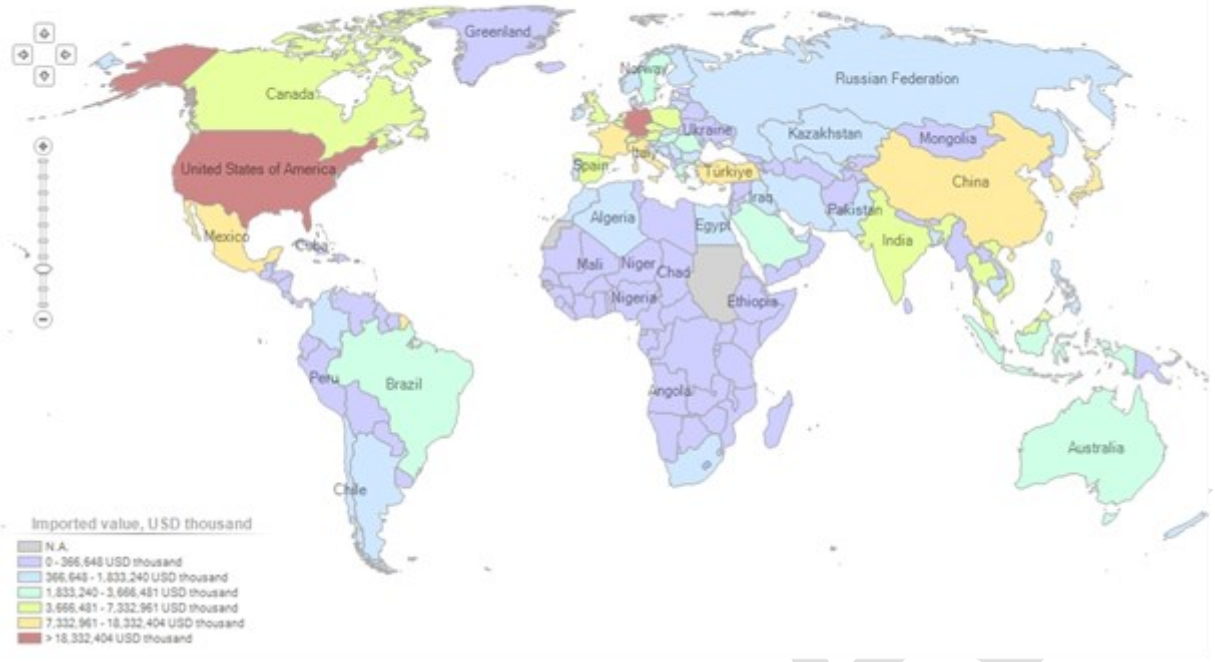 Greenland
Norway
Russian Federation
Canada
Ukraine
Kazakhstan
Mongolia
United States of America
Spain
Italy
Türkiye
China
Iraq
Pakistan
Algeria
Egypt
India
Mexico
Cuba
Mali
Niger
Chad
Nigeria
Ethiopia
Peru
Brazil
Angola
Australia
Chile
Imported value, USD thousand
N.A.
0 - 366,648 USD thousand
366,648 - 1,833,240 USD thousand
1,833,240 - 3,666,481 USD thousand
3,666,481 - 7,332,961 USD thousand
7,332,961 - 18,332,404 USD thousand
> 18,332,404 USD thousand